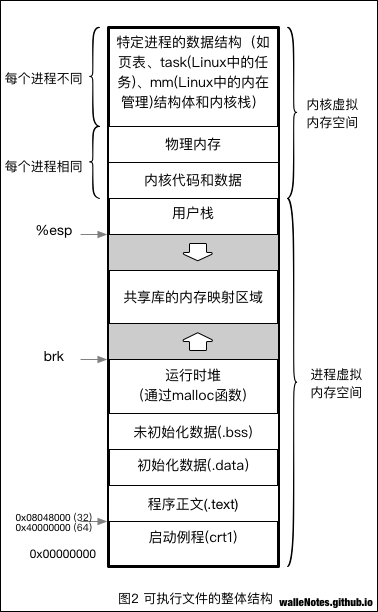 特定进程的数据结构（如
页表、task(Linux中的任
务)、mm(Linux中的内在
管理)结构体和内核栈）
每个进程不同
内核虚拟
内存空间
物理内存
每个进程相同
内核代码和数据
用户栈
%esp
共享库的内存映射区域
brk
运行时堆
(通过malloc函数)
进程虚拟
内存空间
未初始化数据(.bss)
初始化数据(.data)
程序正文(.text)
0x08048000 (32)
0x40000000 (64)
启动例程(crt1)
0x00000000
图2 可执行文件的整体结构
walleNotes.github.io